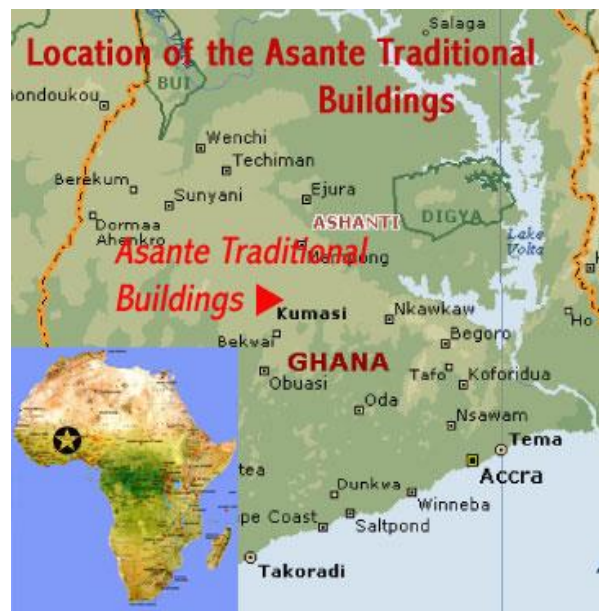 Salaga
Location of the Asante Traditional
Buildings
BUI
ondoukou
Wenchi
Techiman
Berekum
Sunyani
Ejura
DIGYA
ASHANTI
Dormaa
Ahenkro
Lake
Volta
Asante Traditional
Buildings
Kumasi
Nkawkaw
Ho
Bekwai
Begoro
GHANA
Tafo
Koforidua
Obuasi
Oda
Nsawam
Tema
Accra
tea
Dunkwa
Winneba
pe Coast
Saltpond
Takoradi